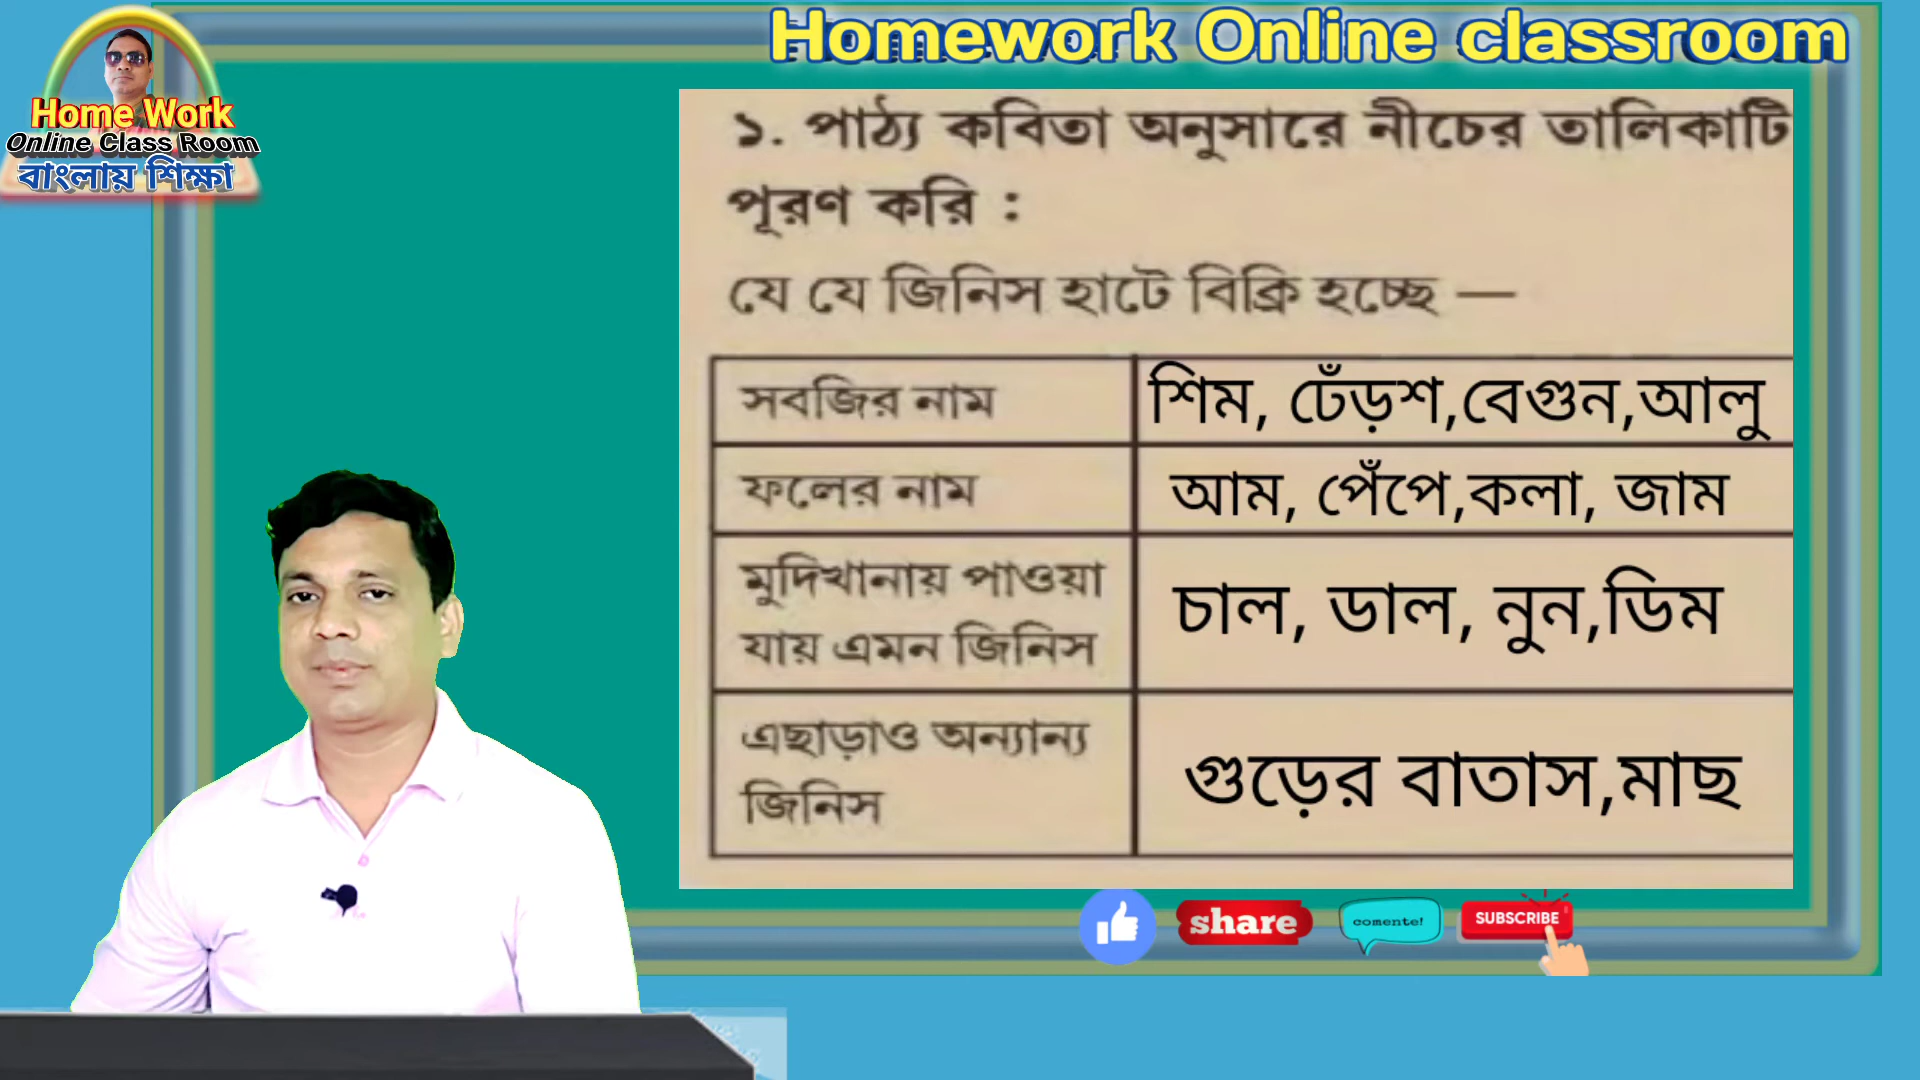 Homework Online classroom
Home Work
Online Class Room
বাংলায় শিক্ষা
১. পাঠ্য কবিতা অনুসারে নীচের তালিকাটি
পূরণ করি :
যে যে জিনিস হাটে বিক্রি হচ্ছে —
সবজির নাম
শিম, ঢেঁড়শ,বেগুন,আলু
ফলের নাম
আম, পেঁপে,কলা, জাম
মুদিখানায় পাওয়া
যায় এমন জিনিস
চাল, ডাল, নুন,ডিম
এছাড়াও অন্যান্য
জিনিস
গুড়ের বাতাস,মাছ
share
comente!
SUBSCRIBE